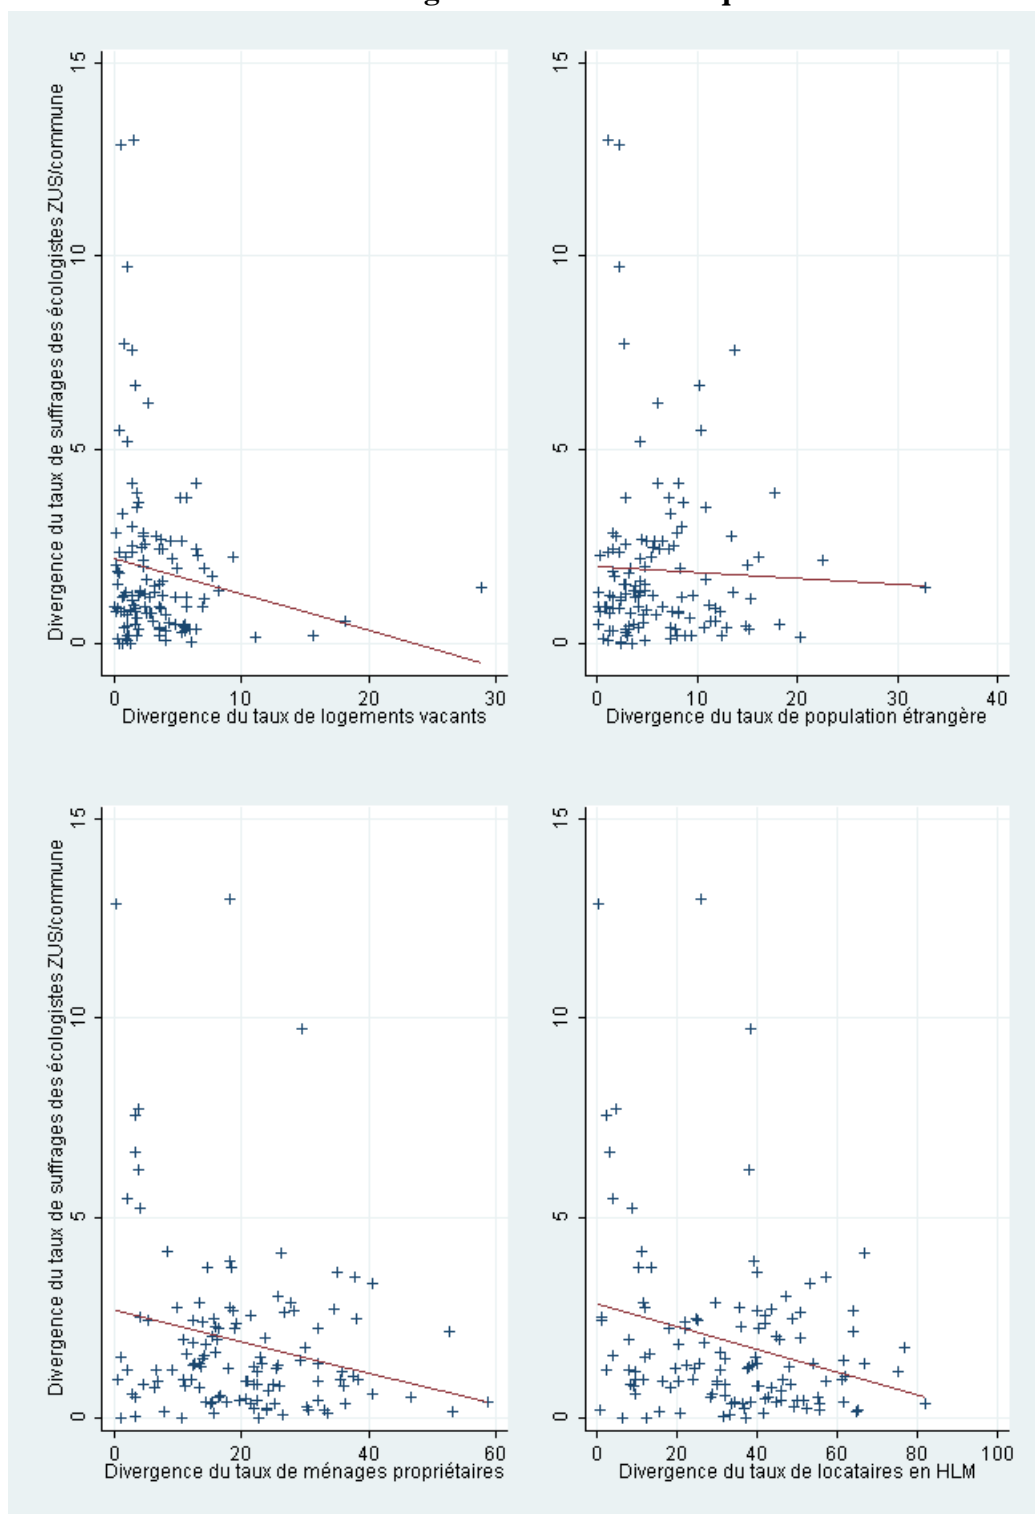 15
10
5
0
Divergence du taux de suffrages des écologistes ZUS/commune
0 10 20 30
Divergence du taux de logements vacants
15
10
5
0
0 10 20 30 40
Divergence du taux de population étrangère
15
10
5
0
Divergence du taux de suffrages des écologistes ZUS/commune
0 20 40 60
Divergence du taux de ménages propriétaires
15
10
5
0
0 20 40 60 80 100
Divergence du taux de locataires en HLM